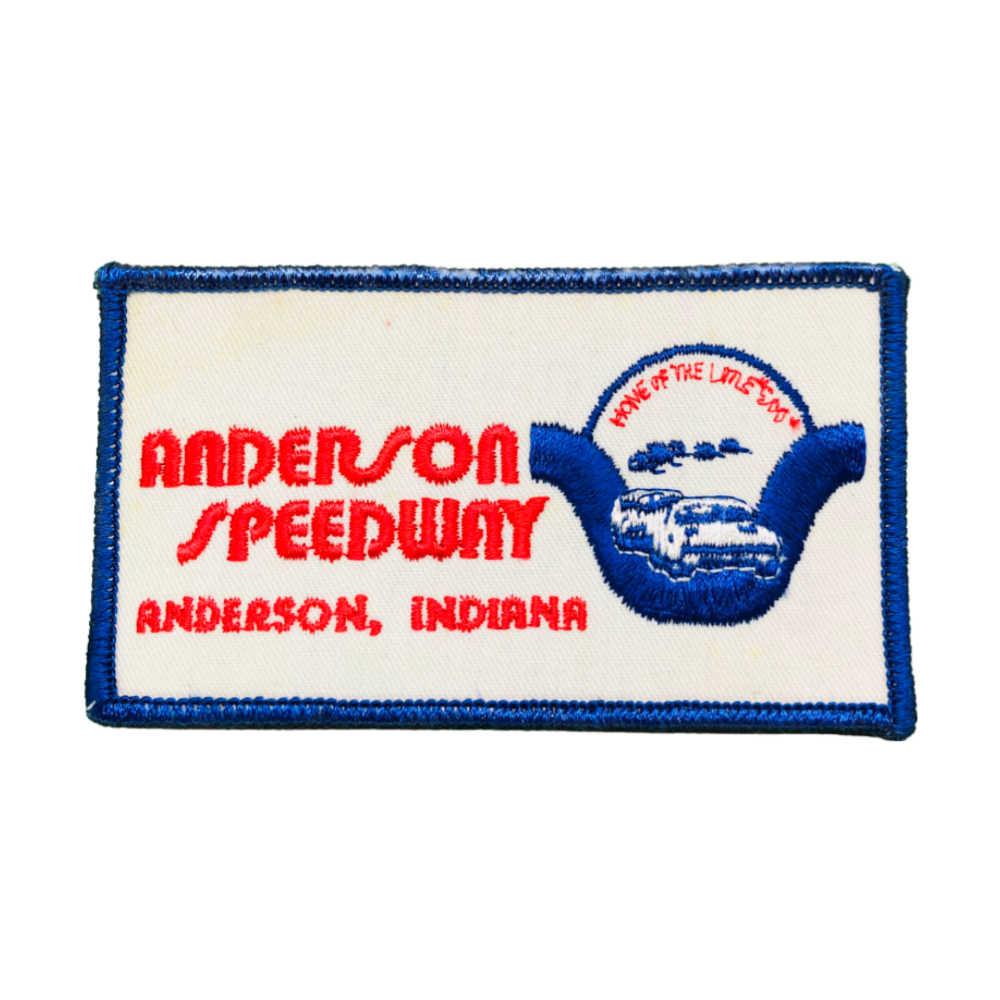 ANDERSON
SPEEDWAY
ANDERSON, INDIANA
HOME OF THE LITTLE "500"